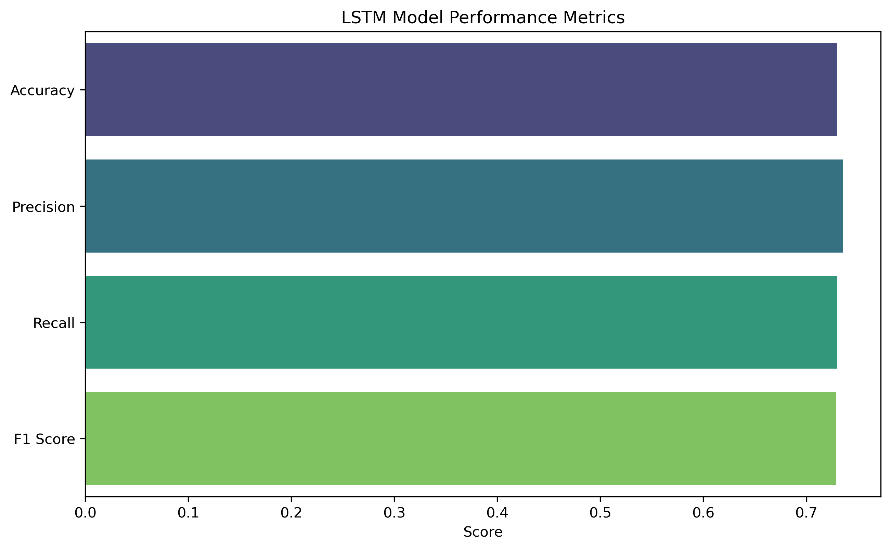 LSTM Model Performance Metrics
Accuracy
Precision
Recall
F1 Score
0.0 0.1 0.2 0.3 0.4 0.5 0.6 0.7
Score